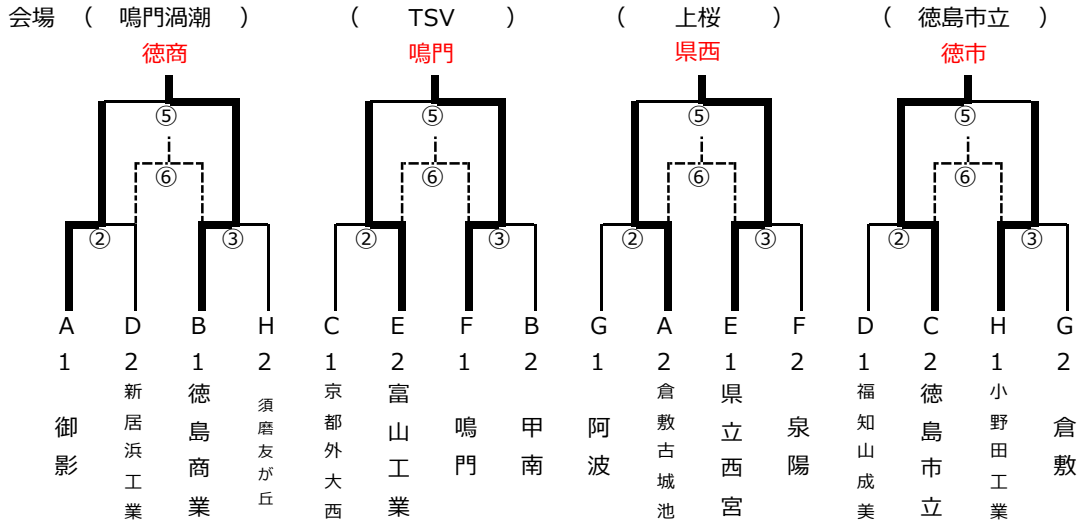 会場 （ 鳴門渦潮 ） （ TSV ） （ 上桜 ） （ 徳島市立 ）
徳商 鳴門 県西 徳市
⑤ ⑤ ⑤ ⑤
⑥ ⑥ ⑥ ⑥
② ③ ② ③ ② ③ ② ③
A D B H C E F B G A E F D C H G
1 2 1 2 1 2 1 2 1 2 1 2 1 2 1 2
御影
新居浜工業
徳島商業
須磨友が丘
京都外大西
富山工業
鳴門
甲南
阿波
倉敷古城池
県立西宮
泉陽
福知山成美
徳島市立
小野田工業
倉敷